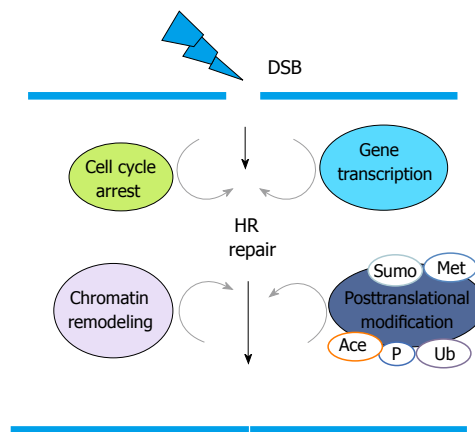 DSB
Cell cycle
arrest
Gene
transcription
HR
repair
Chromatin
remodeling
Sumo
Met
Posttranslational
modification
Ace
P
Ub